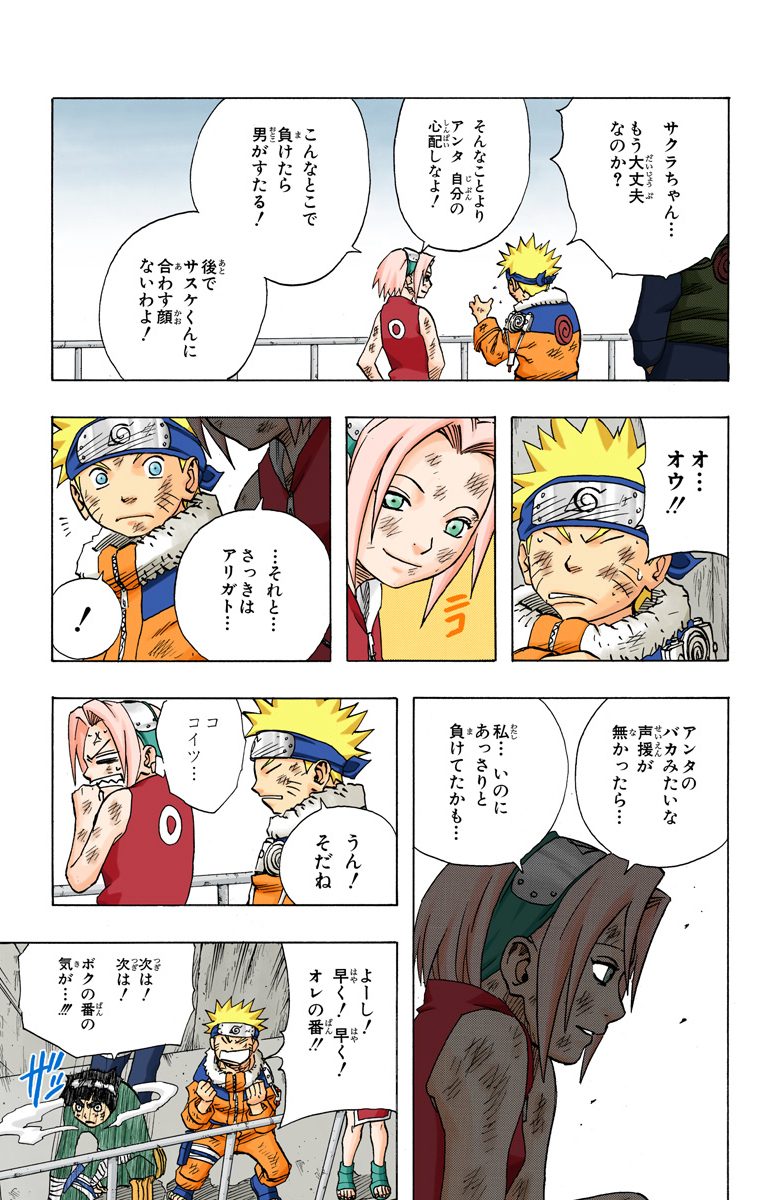 サクラちゃん…
もう大丈夫
なのか?
そんなことより
アンタ 自分の
心配しなよ!
こんなとこで
負けたら
男がすたる!
後で
サスケくんに
合わす顔
ないわよ!
オ…
オウ!!
ニコ
…それと…
さっきは
アリガト…
!
アンタの
バカみたいな
声援が
無かったら…
私…いのに
あっさりと
負けてたかも…
コ
コイツ…
うん!
そだね
よーし!
早く!早く!
オレの番!!
次は!
次は!
ボクの番の
気が…!!!
ザッ